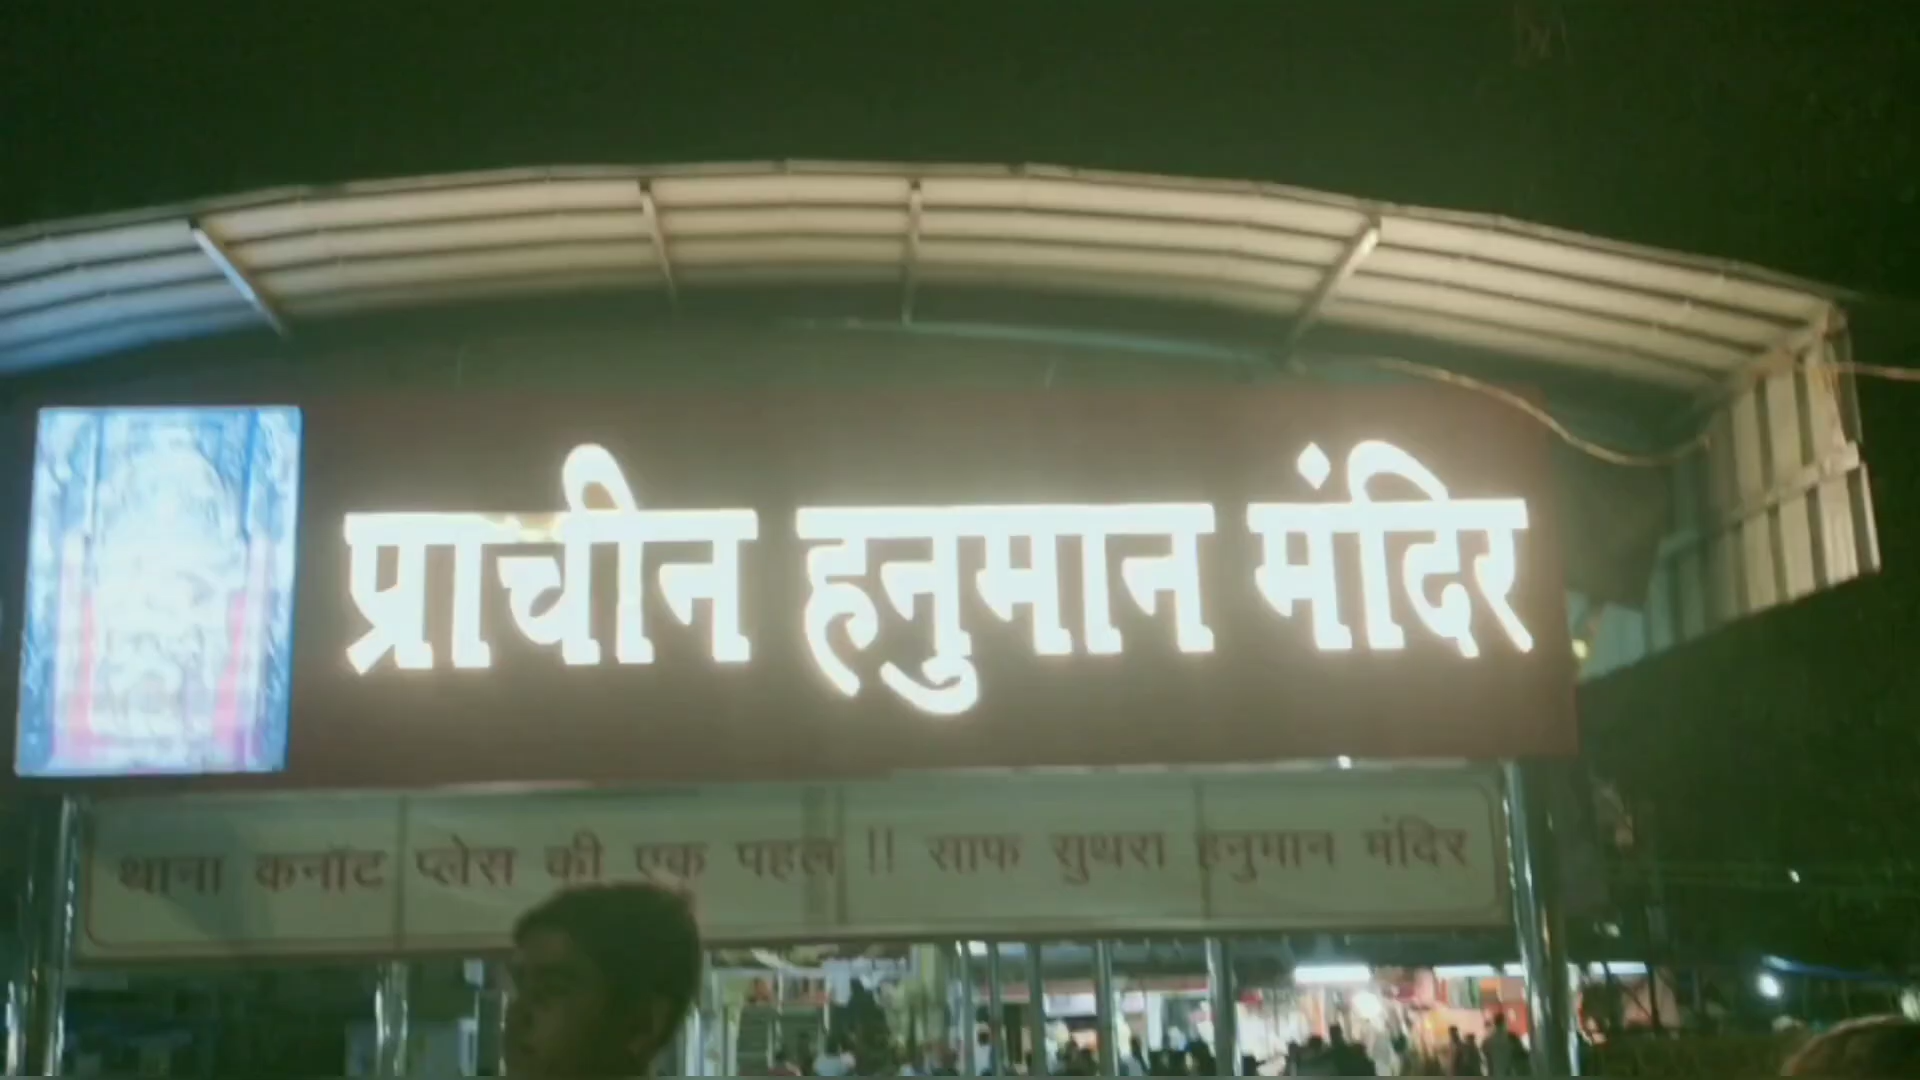 प्राचीन हनुमान मंदिर
थाना कनॉट प्लेस की एक पहल || साफ सुथरा हनुमान मंदिर